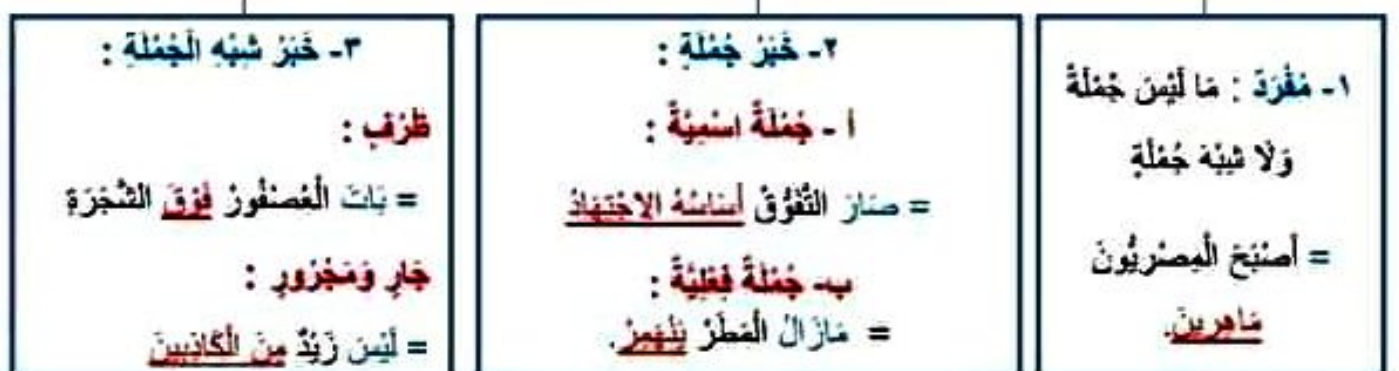 ١- مُفْرَدٌ : مَا لَيْسَ جُمْلَةً
وَلَا شِبْهَ جُمْلَةٍ
= أَصْبَحَ الْمِصْرِيُّونَ
مَاهِرِينَ.
٢- خَبَرُ جُمْلَةٍ :
أ - جُمْلَةٌ اسْمِيَّةٌ :
= صَارَ التَّفَوُّقُ أَسَاسُهُ الاِجْتِهَادُ
ب- جُمْلَةٌ فِعْلِيَّةٌ :
= مَازَالُ الْمَطَرُ يَنْهَمِرُ.
٣- خَبَرُ شِبْهِ الْجُمْلَةِ :
ظَرْفٍ :
= بَاتَ الْعُصْفُورُ فَوْقَ الشَّجَرَةِ
جَارٍ وَمَجْرُورٍ :
= لَيْسَ زَيْدٌ مِنَ الْكَاذِبِينَ